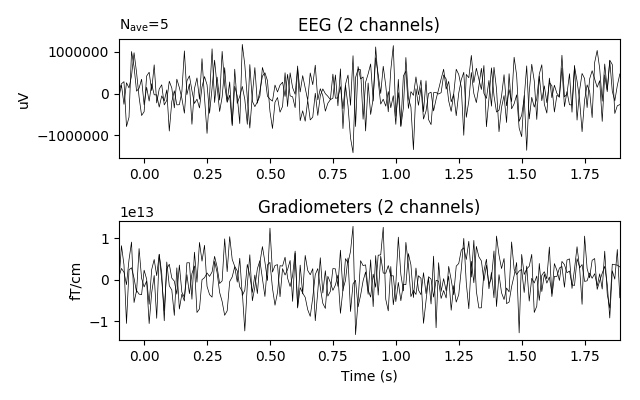 N_ave=5
EEG (2 channels)
1000000
0
−1000000
uV
0.00 0.25 0.50 0.75 1.00 1.25 1.50 1.75
1e13
Gradiometers (2 channels)
1
0
−1
fT/cm
0.00 0.25 0.50 0.75 1.00 1.25 1.50 1.75
Time (s)